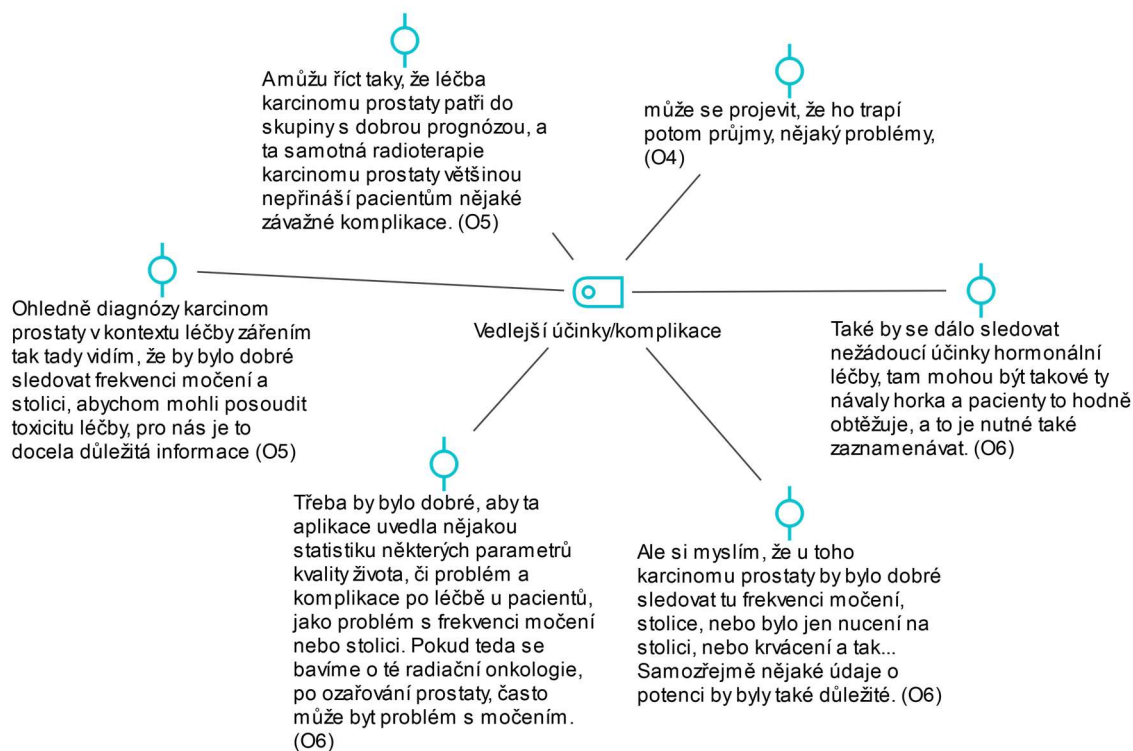 A můžu říct taky, že léčba
karcinomu prostaty patři do
skupiny s dobrou prognózou, a
ta samotná radioterapie
karcinomu prostaty většinou
nepřináší pacientům nějaké
závažné komplikace. (O5)
může se projevit, že ho trapí
potom průjmy, nějaký problémy,
(O4)
Ohledně diagnózy karcinom
prostaty v kontextu léčby zářením
tak tady vidím, že by bylo dobré
sledovat frekvenci močení a
stolici, abychom mohli posoudit
toxicitu léčby, pro nás je to
docela důležitá informace (O5)
Vedlejší účinky/komplikace
Také by se dálo sledovat
nežádoucí účinky hormonální
léčby, tam mohou být takové ty
návaly horka a pacienty to hodně
obtěžuje, a to je nutné také
zaznamenávat. (O6)
Třeba by bylo dobré, aby ta
aplikace uvedla nějakou
statistiku některých parametrů
kvality života, či problém a
komplikace po léčbě u pacientů,
jako problém s frekvenci močení
nebo stolici. Pokud teda se
bavíme o té radiační onkologie,
po ozařování prostaty, často
může byt problém s močením.
(O6)
Ale si myslím, že u toho
karcinomu prostaty by bylo dobré
sledovat tu frekvenci močení,
stolice, nebo bylo jen nucení na
stolici, nebo krvácení a tak...
Samozřejmě nějaké údaje o
potenci by byly také důležité. (O6)